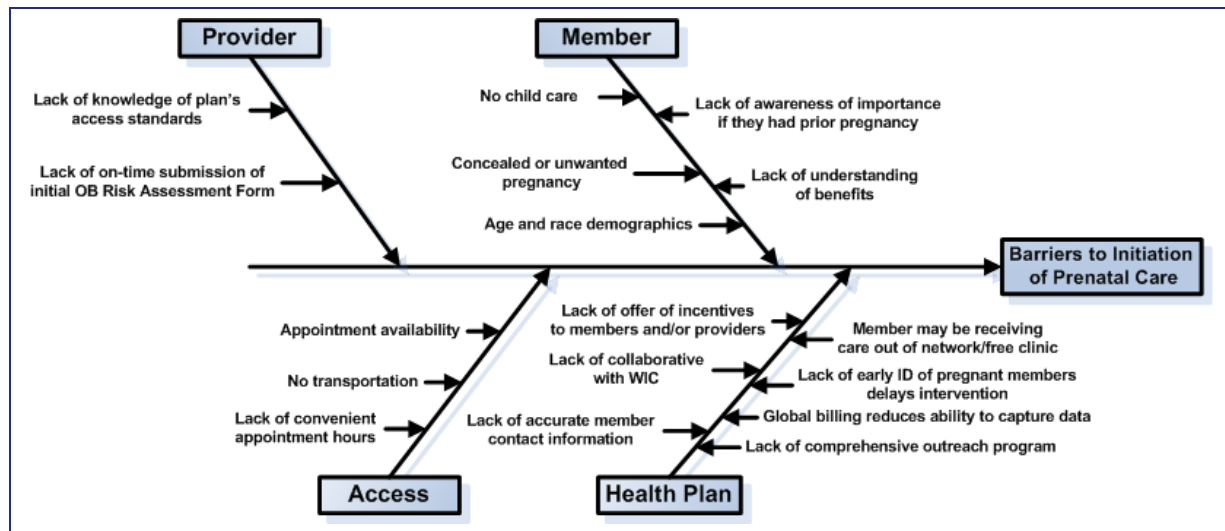 Provider
Member
Lack of knowledge of plan's
access standards
Lack of on-time submission of
initial OB Risk Assessment Form
No child care
Lack of awareness of importance
if they had prior pregnancy
Concealed or unwanted
pregnancy
Lack of understanding
of benefits
Age and race demographics
Barriers to Initiation
of Prenatal Care
Appointment availability
No transportation
Lack of convenient
appointment hours
Lack of offer of incentives
to members and/or providers
Member may be receiving
care out of network/free clinic
Lack of collaborative
with WIC
Lack of early ID of pregnant members
delays intervention
Global billing reduces ability to capture data
Lack of accurate member
contact information
Lack of comprehensive outreach program
Access
Health Plan